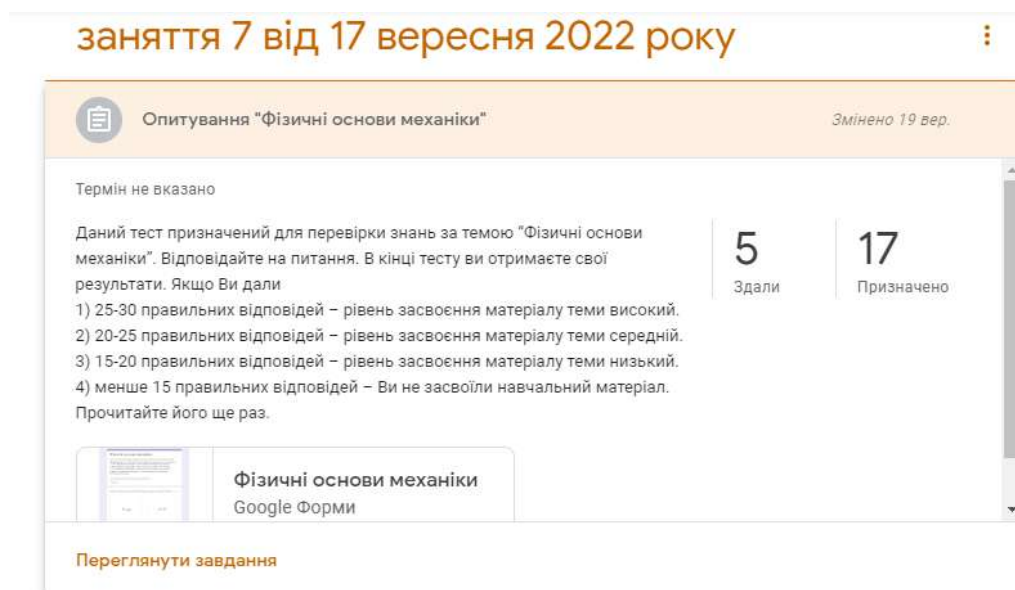 заняття 7 від 17 вересня 2022 року
Опитування "Фізичні основи механіки"
Змінено 19 вер.
Термін не вказано
Даний тест призначений для перевірки знань за темою "Фізичні основи
механіки". Відповідайте на питання. В кінці тесту ви отримаєте свої
результати. Якщо Ви дали
1) 25-30 правильних відповідей – рівень засвоєння матеріалу теми високий.
2) 20-25 правильних відповідей – рівень засвоєння матеріалу теми середній.
3) 15-20 правильних відповідей – рівень засвоєння матеріалу теми низький.
4) менше 15 правильних відповідей – Ви не засвоїли навчальний матеріал.
Прочитайте його ще раз.
5
Здали
17
Призначено
Фізичні основи механіки
Google Форми
Переглянути завдання